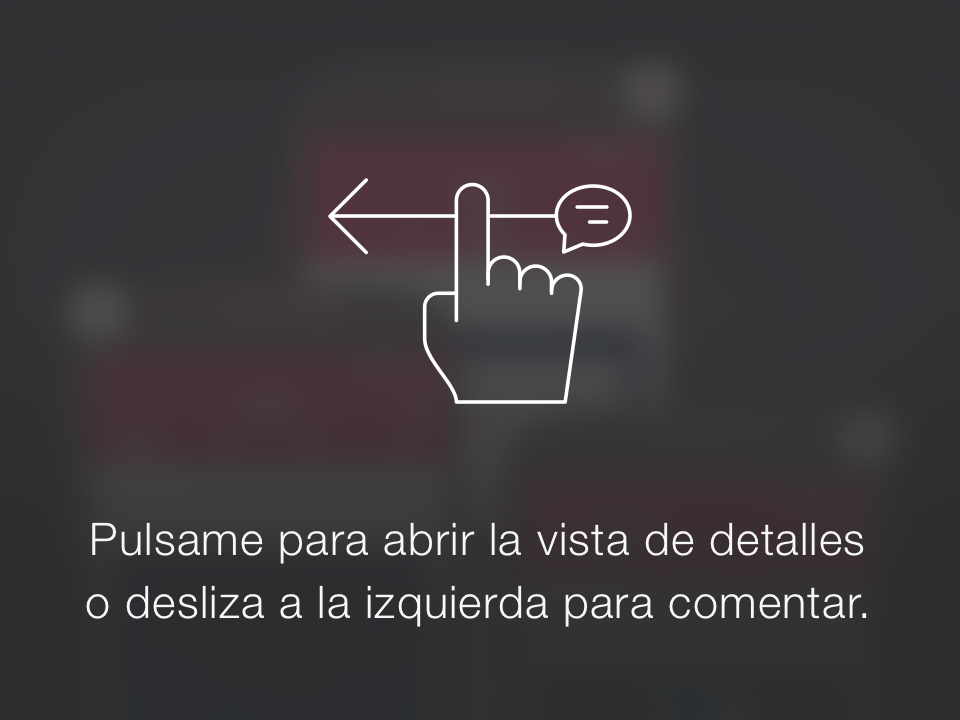 Pulsame para abrir la vista de detalles
o desliza a la izquierda para comentar.